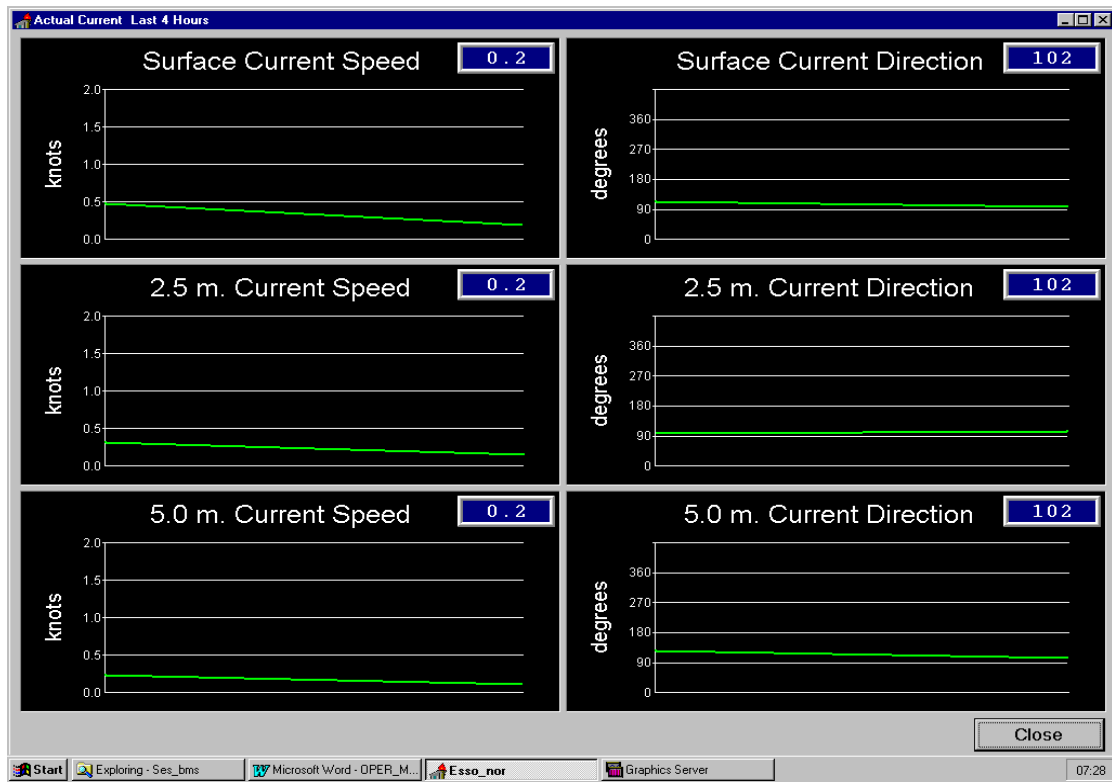 Actual Current  Last 4 Hours
Surface Current Speed
0.2
knots
2.0
1.5
1.0
0.5
0.0
Surface Current Direction
102
degrees
360
270
180
90
0
2.5 m. Current Speed
0.2
knots
2.0
1.5
1.0
0.5
0.0
2.5 m. Current Direction
102
degrees
360
270
180
90
0
5.0 m. Current Speed
0.2
knots
2.0
1.5
1.0
0.5
0.0
5.0 m. Current Direction
102
degrees
360
270
180
90
0
Close
Start
Exploring - Ses_bms
Microsoft Word - OPER_M...
Esso_nor
Graphics Server
07:28